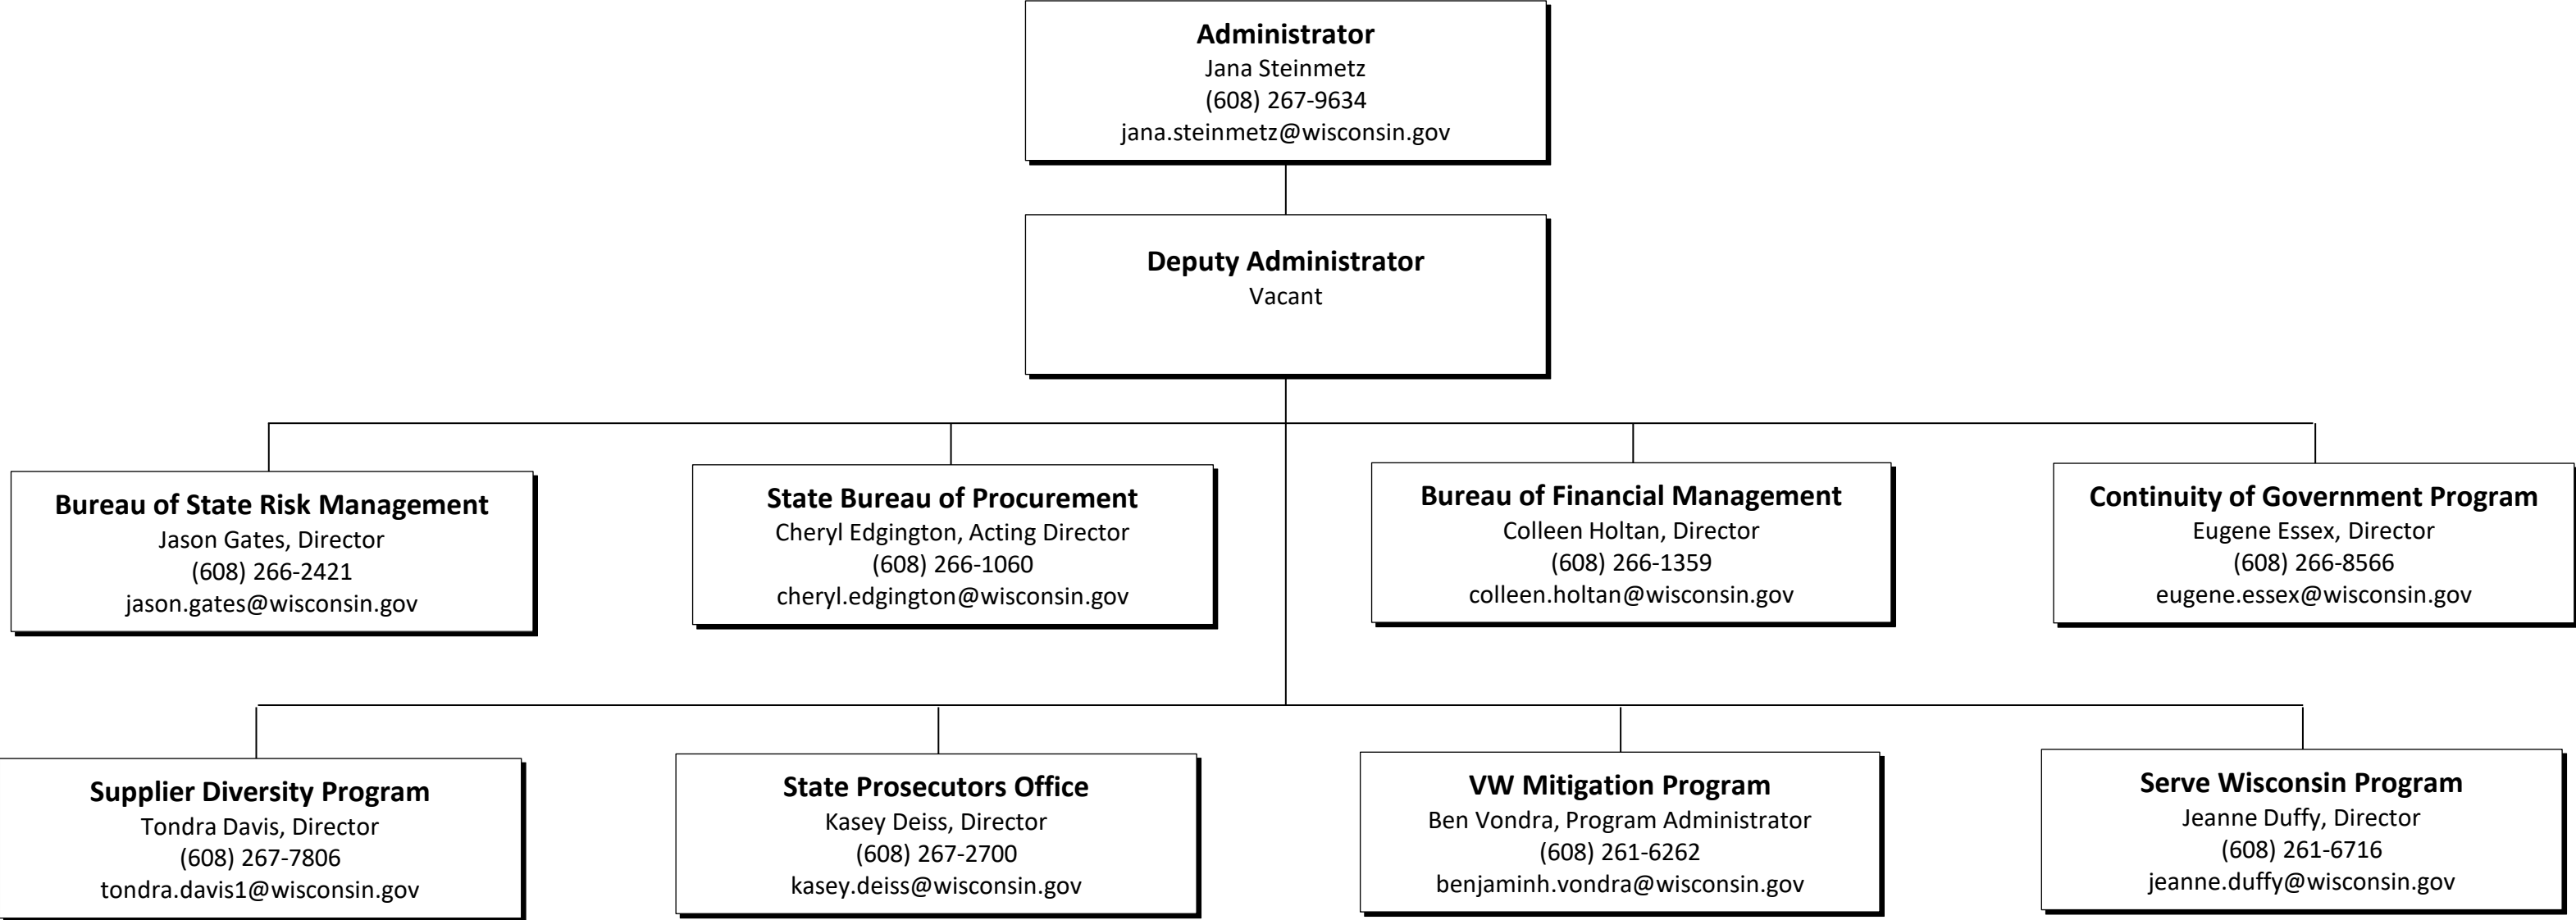 Administrator
Jana Steinmetz
(608) 267-9634
jana.steinmetz@wisconsin.gov
Deputy Administrator
Vacant
Bureau of State Risk Management
Jason Gates, Director
(608) 266-2421
jason.gates@wisconsin.gov
State Bureau of Procurement
Cheryl Edgington, Acting Director
(608) 266-1060
cheryl.edgington@wisconsin.gov
Bureau of Financial Management
Colleen Holtan, Director
(608) 266-1359
colleen.holtan@wisconsin.gov
Continuity of Government Program
Eugene Essex, Director
(608) 266-8566
eugene.essex@wisconsin.gov
Supplier Diversity Program
Tondra Davis, Director
(608) 267-7806
tondra.davis1@wisconsin.gov
State Prosecutors Office
Kasey Deiss, Director
(608) 267-2700
kasey.deiss@wisconsin.gov
VW Mitigation Program
Ben Vondra, Program Administrator
(608) 261-6262
benjaminh.vondra@wisconsin.gov
Serve Wisconsin Program
Jeanne Duffy, Director
(608) 261-6716
jeanne.duffy@wisconsin.gov